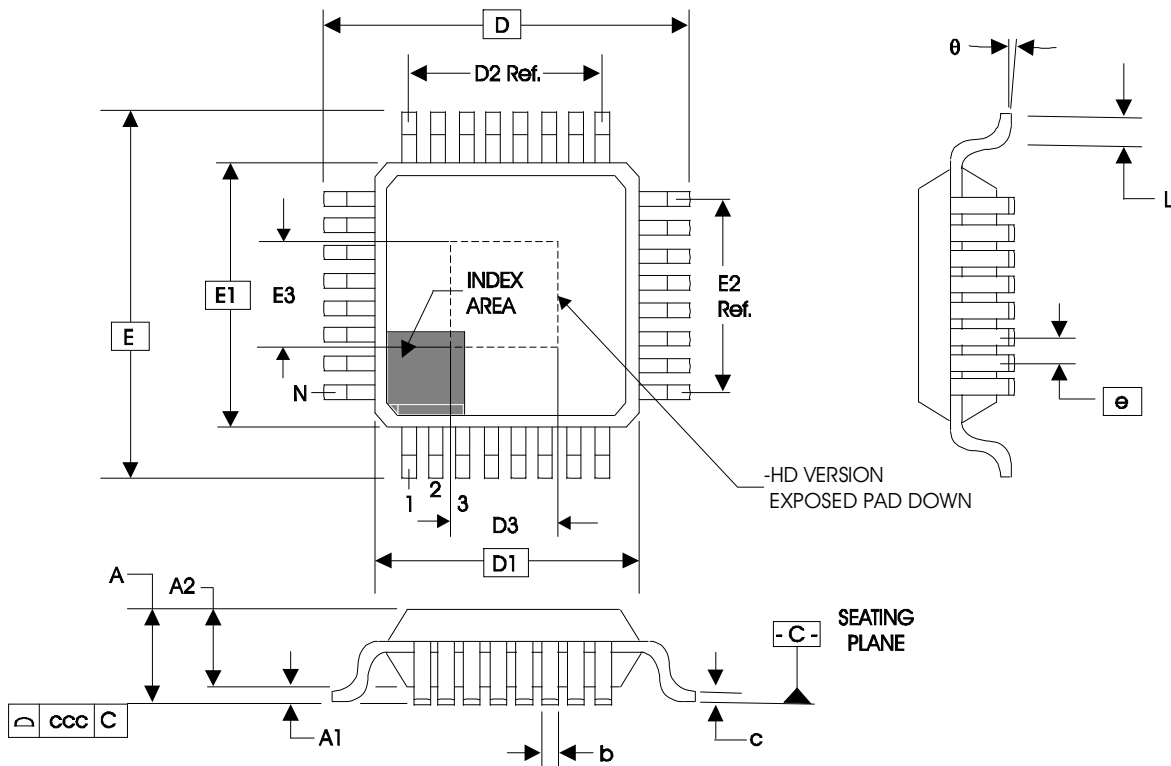 D
D2 Ref.
θ
L
E1
E3
INDEX
AREA
E2
Ref.
E
N
e
1 2 3
-HD VERSION
EXPOSED PAD DOWN
D3
D1
A
A2
- C -
SEATING
PLANE
ccc C
A1
b
c